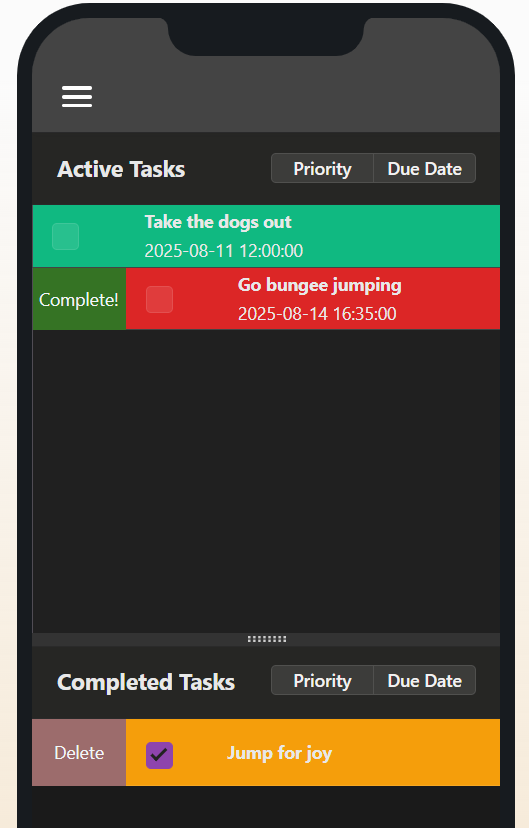 Active Tasks
Priority Due Date
Take the dogs out
2025-08-11 12:00:00
Complete!
Go bungee jumping
2025-08-14 16:35:00
Completed Tasks
Priority Due Date
Delete
Jump for joy